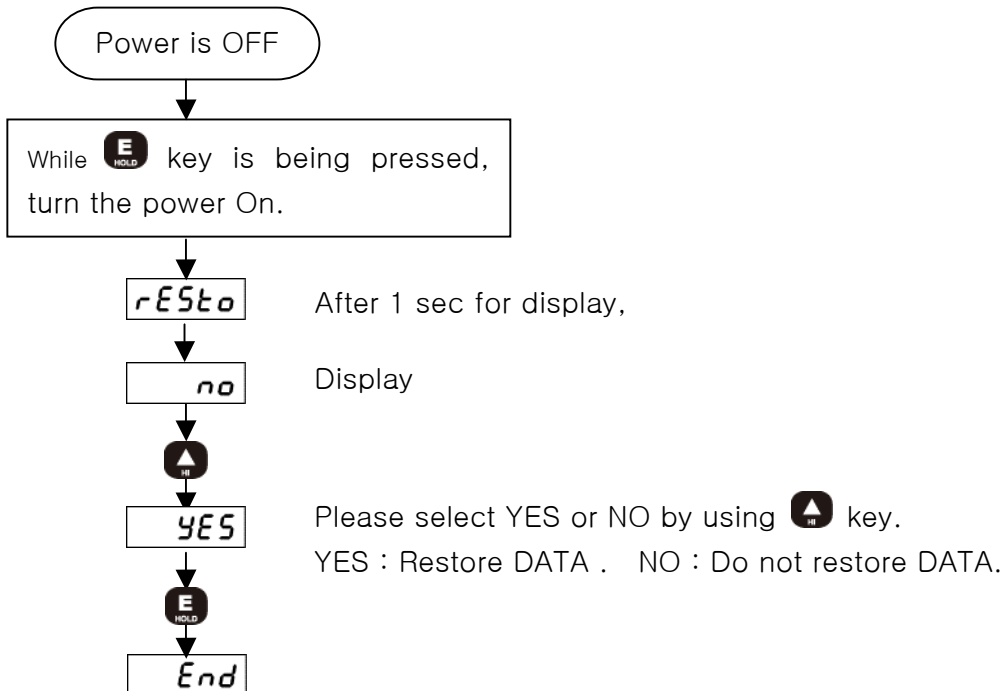 Power is OFF
While E HOLD key is being pressed,
turn the power On.
rESto After 1 sec for display,
no Display
HI
YES Please select YES or NO by using HI key.
YES : Restore DATA . NO : Do not restore DATA.
E
HOLD
End